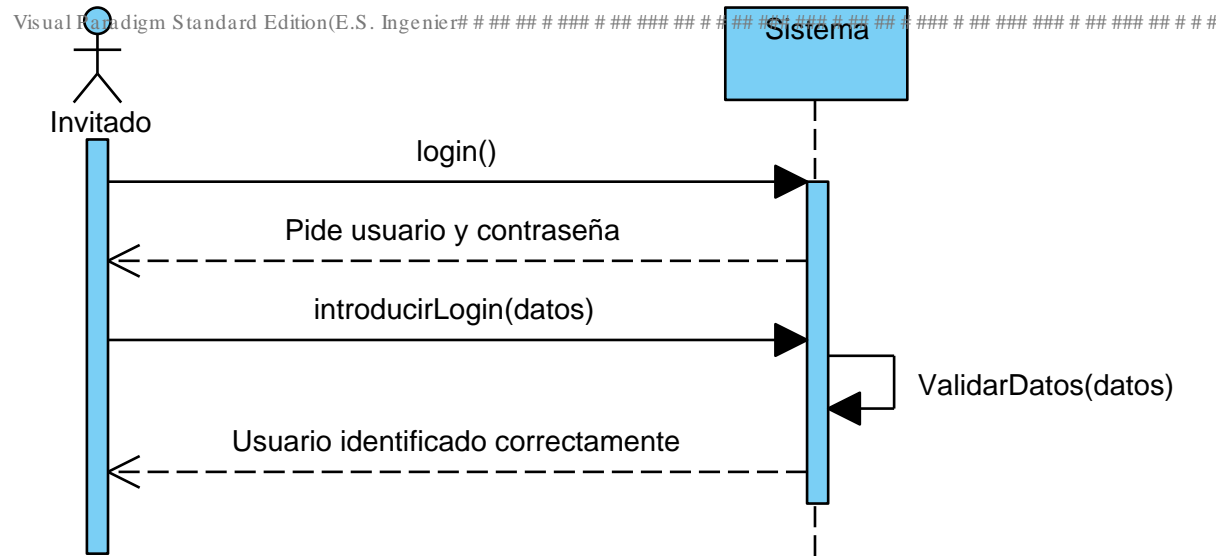 Visual Paradigm Standard Edition(E.S. Ingenier# # ## ## # ### # ## ### ## # #
Sistema
Invitado
login()
Pide usuario y contraseña
introducirLogin(datos)
ValidarDatos(datos)
Usuario identificado correctamente